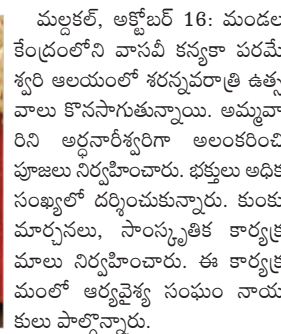 మల్దకల్, అక్టోబర్ 16: మండల
కేంద్రంలోని వాసవీ కన్యకా పరమే
శ్వరి ఆలయంలో శరన్నవరాత్రి ఉత్స
వాలు కొనసాగుతున్నాయి. అమ్మవా
రిని అర్ధనారీశ్వరిగా అలంకరించి
పూజలు నిర్వహించారు. భక్తులు అధిక
సంఖ్యలో దర్శించుకున్నారు. కుంకు
మార్చనలు, సాంస్కృతిక కార్యక్ర
మాలు నిర్వహించారు. ఈ కార్యక్ర
మంలో ఆర్యవైశ్య సంఘం నాయ
కులు పాల్గొన్నారు.